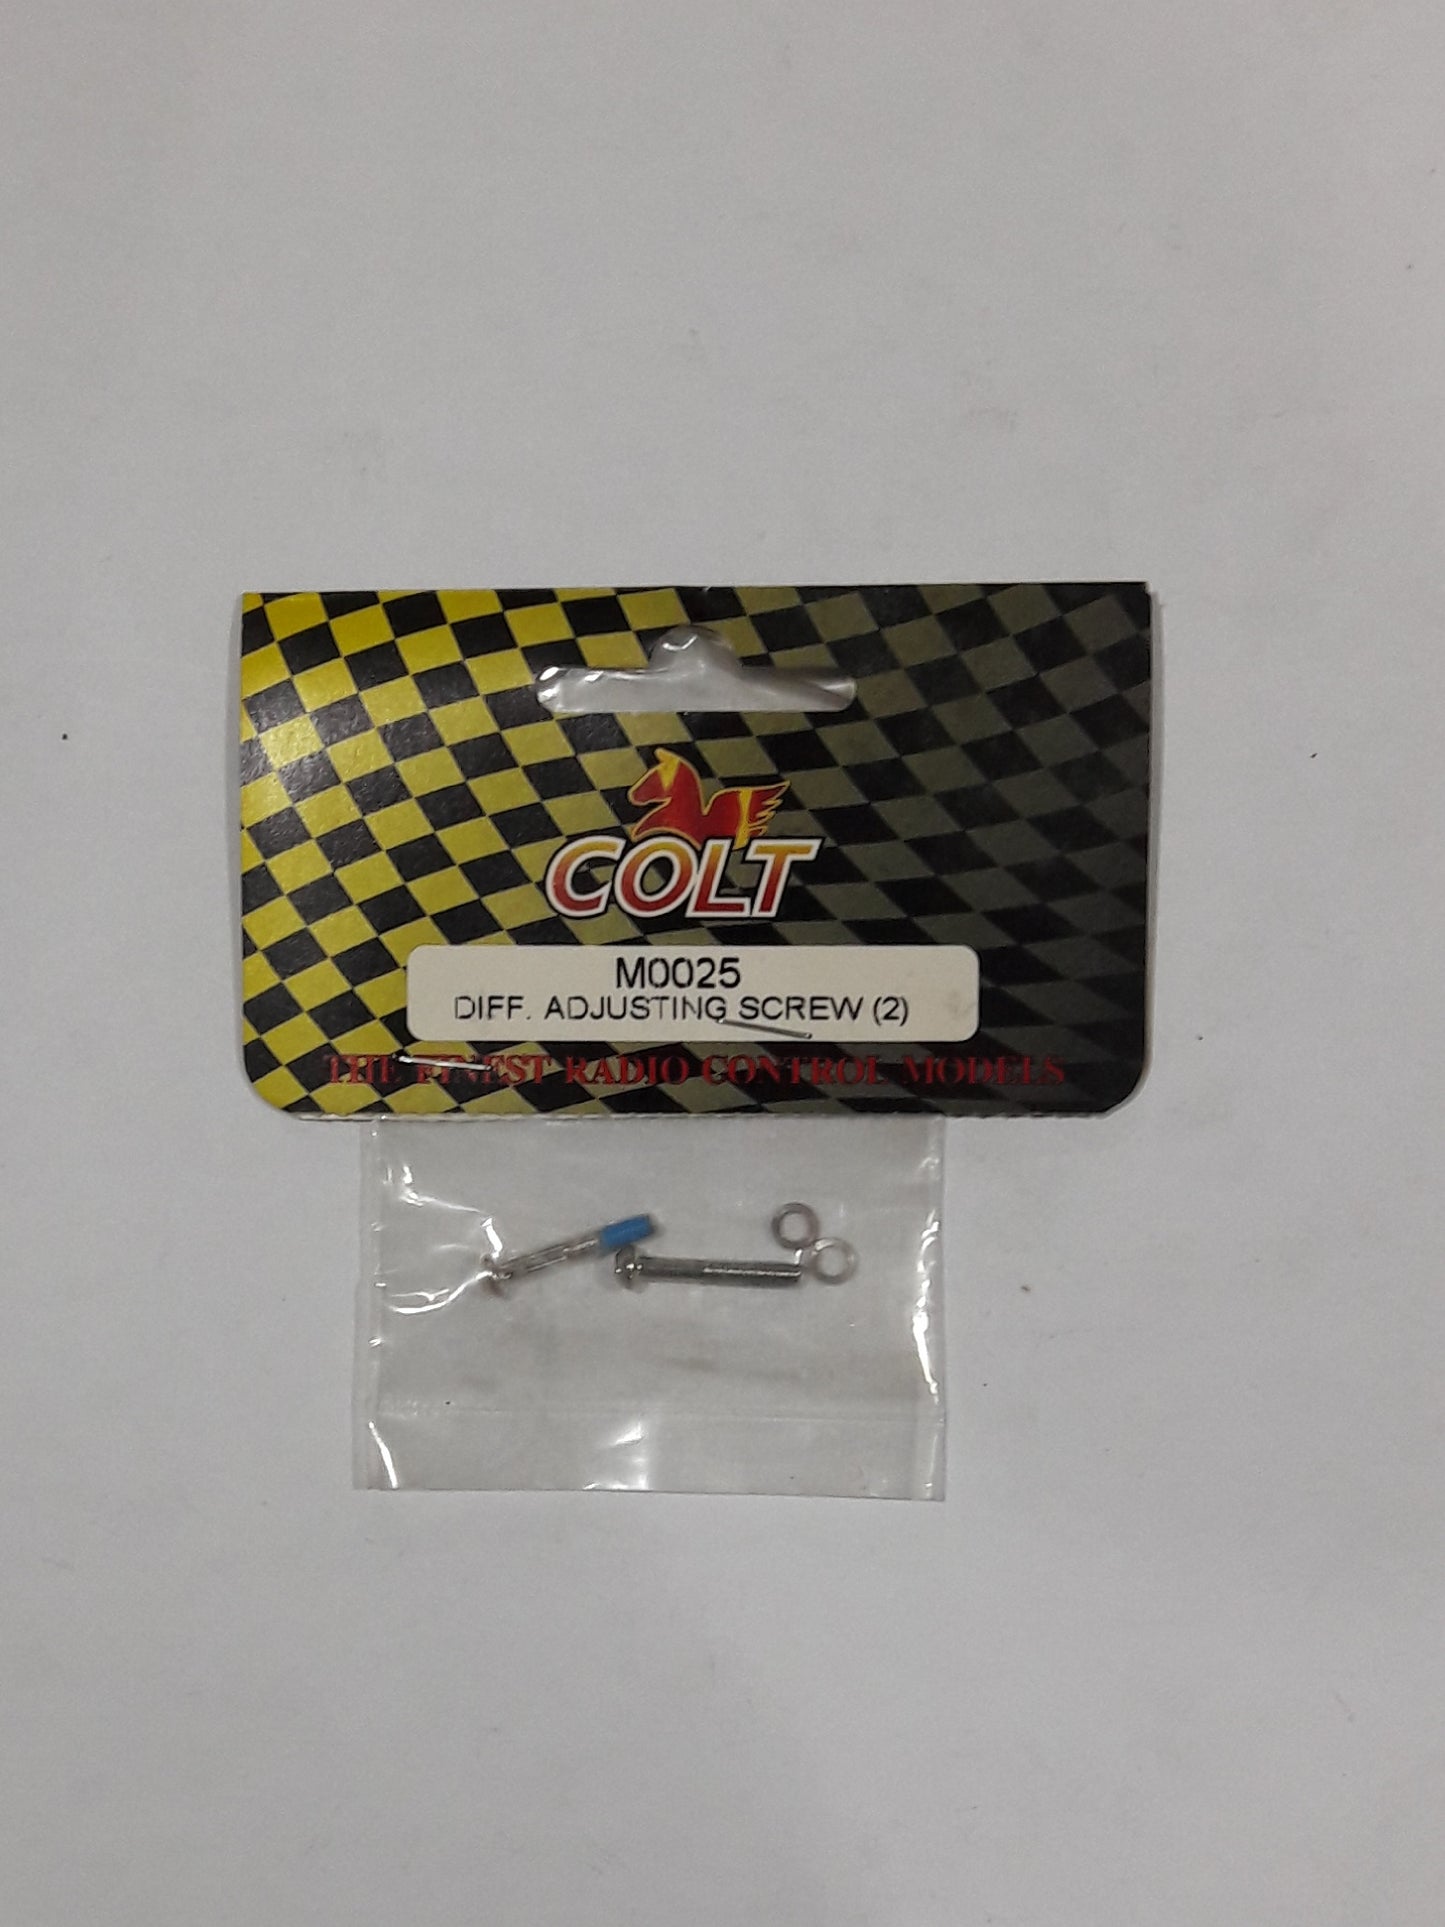 COLT
M0025
DIFF. ADJUSTING SCREW (2)
THE FINEST RADIO CONTROL MODELS